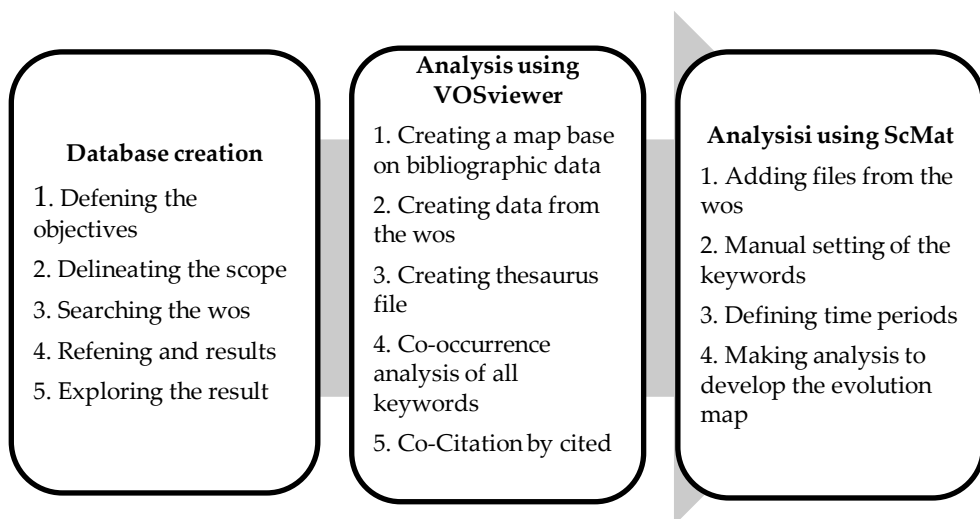 Database creation
1. Defening the
objectives
2. Delineating the scope
3. Searching the wos
4. Refening and results
5. Exploring the result
Analysis using
VOSviewer
1. Creating a map base
on bibliographic data
2. Creating data from
the wos
3. Creating thesaurus
file
4. Co-occurrence
analysis of all
keywords
5. Co-Citation by cited
Analysisi using ScMat
1. Adding files from the
wos
2. Manual setting of the
keywords
3. Defining time periods
4. Making analysis to
develop the evolution
map